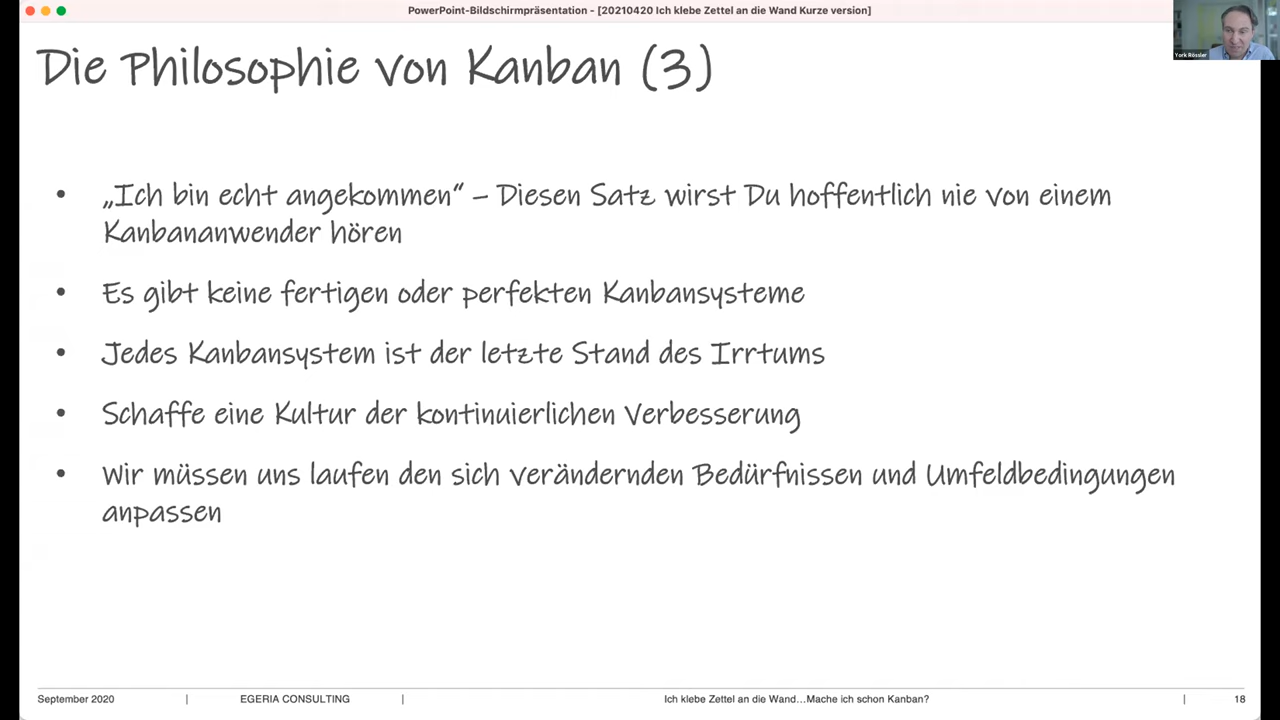 PowerPoint-Bildschirmpräsentation - [20210420 Ich klebe Zettel an die Wand Kurze version]
York Rössler
Die Philosophie von Kanban (3)
• „Ich bin echt angekommen“ – Diesen Satz wirst Du hoffentlich nie von einem
Kanbananwender hören
• Es gibt keine fertigen oder perfekten Kanbansysteme
• Jedes Kanbansystem ist der letzte Stand des Irrtums
• Schaffe eine Kultur der kontinuierlichen Verbesserung
• Wir müssen uns laufen den sich verändernden Bedürfnissen und Umfeldbedingungen
anpassen
September 2020 | EGERIA CONSULTING | Ich klebe Zettel an die Wand...Mache ich schon Kanban? | 18